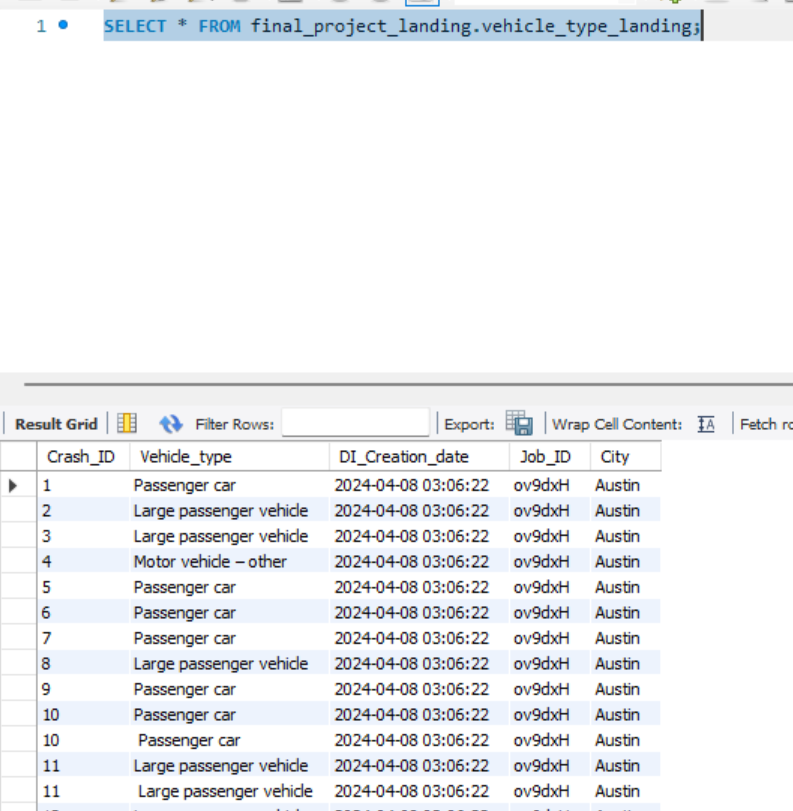 1 SELECT * FROM final_project_landing.vehicle_type_landing;
Result Grid Filter Rows: Export: Wrap Cell Content: Fetch
Crash_ID Vehicle_type DI_Creation_date Job_ID City
1 Passenger car 2024-04-08 03:06:22 ov9dxH Austin
2 Large passenger vehicle 2024-04-08 03:06:22 ov9dxH Austin
3 Large passenger vehicle 2024-04-08 03:06:22 ov9dxH Austin
4 Motor vehicle – other 2024-04-08 03:06:22 ov9dxH Austin
5 Passenger car 2024-04-08 03:06:22 ov9dxH Austin
6 Passenger car 2024-04-08 03:06:22 ov9dxH Austin
7 Passenger car 2024-04-08 03:06:22 ov9dxH Austin
8 Large passenger vehicle 2024-04-08 03:06:22 ov9dxH Austin
9 Passenger car 2024-04-08 03:06:22 ov9dxH Austin
10 Passenger car 2024-04-08 03:06:22 ov9dxH Austin
10 Passenger car 2024-04-08 03:06:22 ov9dxH Austin
11 Large passenger vehicle 2024-04-08 03:06:22 ov9dxH Austin
11 Large passenger vehicle 2024-04-08 03:06:22 ov9dxH Austin